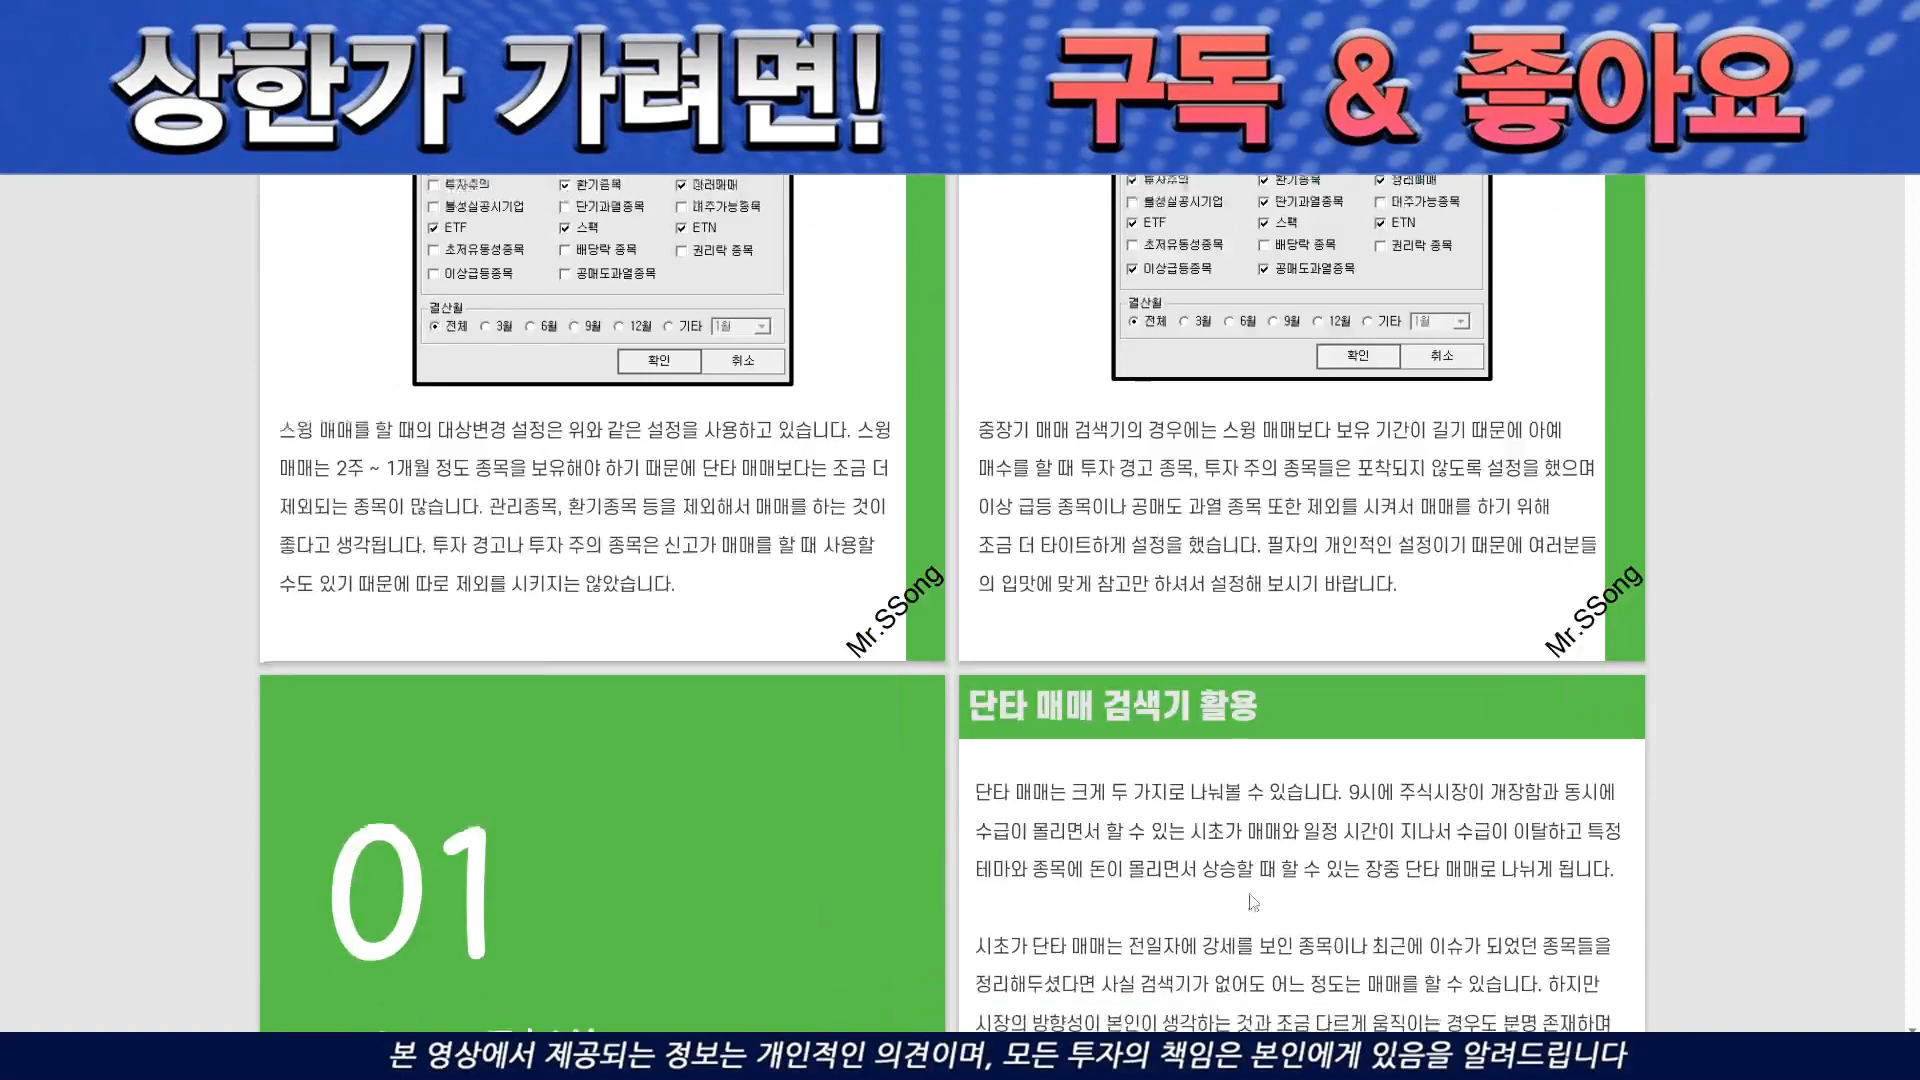 상한가 가려면! 구독 & 좋아요
투자주의 환기종목 정리매매
불성실공시기업 단기과열종목 대주가능종목
ETF 스팩 ETN
초저유동성종목 배당락 종목 권리락 종목
이상급등종목 공매도과열종목
결산월
전체 3월 6월 9월 12월 기타 1월
확인 취소
스윙 매매를 할 때의 대상변경 설정은 위와 같은 설정을 사용하고 있습니다. 스윙
매매는 2주 ~ 1개월 정도 종목을 보유해야 하기 때문에 단타 매매보다는 조금 더
제외되는 종목이 많습니다. 관리종목, 환기종목 등을 제외해서 매매를 하는 것이
좋다고 생각됩니다. 투자 경고나 투자 주의 종목은 신고가 매매를 할 때 사용할
수도 있기 때문에 따로 제외를 시키지는 않았습니다.
Mr.SSong
투자주의 환기종목 정리매매
불성실공시기업 단기과열종목 대주가능종목
ETF 스팩 ETN
초저유동성종목 배당락 종목 권리락 종목
이상급등종목 공매도과열종목
결산월
전체 3월 6월 9월 12월 기타 1월
확인 취소
중장기 매매 검색기의 경우에는 스윙 매매보다 보유 기간이 길기 때문에 아예
매수를 할 때 투자 경고 종목, 투자 주의 종목들은 포착되지 않도록 설정을 했으며
이상 급등 종목이나 공매도 과열 종목 또한 제외를 시켜서 매매를 하기 위해
조금 더 타이트하게 설정을 했습니다. 필자의 개인적인 설정이기 때문에 여러분들
의 입맛에 맞게 참고만 하셔서 설정해 보시기 바랍니다.
Mr.SSong
01
단타 매매 검색기 활용
단타 매매는 크게 두 가지로 나눠볼 수 있습니다. 9시에 주식시장이 개장함과 동시에
수급이 몰리면서 할 수 있는 시초가 매매와 일정 시간이 지나서 수급이 이탈하고 특정
테마와 종목에 돈이 몰리면서 상승할 때 할 수 있는 장중 단타 매매로 나뉘게 됩니다.
시초가 단타 매매는 전일자에 강세를 보인 종목이나 최근에 이슈가 되었던 종목들을
정리해두셨다면 사실 검색기가 없어도 어느 정도는 매매를 할 수 있습니다. 하지만
시장의 방향성이 본인이 생각하는 것과 조금 다르게 움직이는 경우도 분명 존재하며
본 영상에서 제공되는 정보는 개인적인 의견이며, 모든 투자의 책임은 본인에게 있음을 알려드립니다